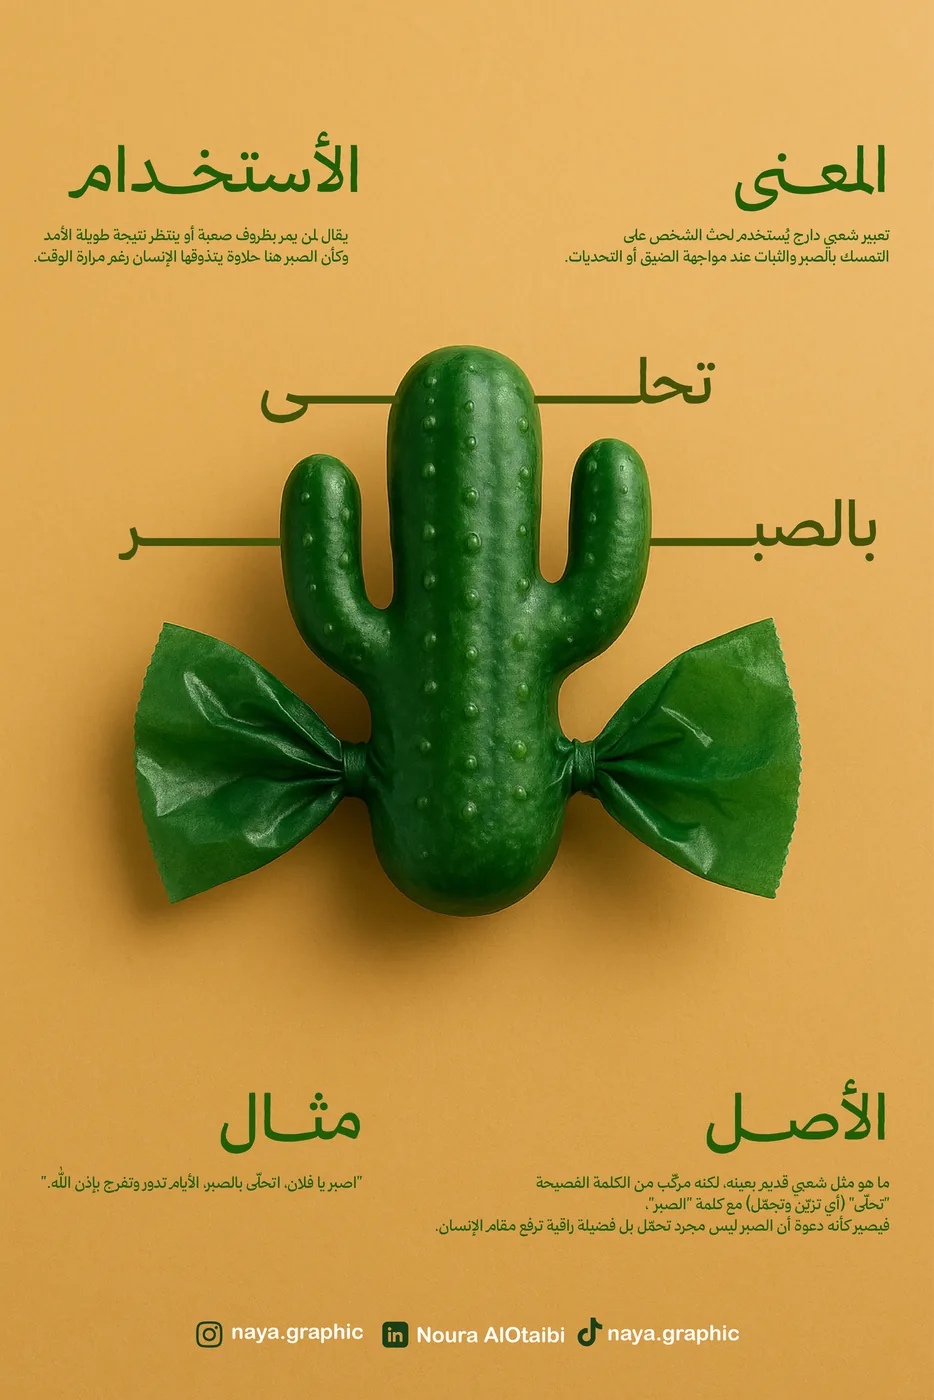 المعنى
تعبير شعبي دارج يُستخدم لحث الشخص على
التمسك بالصبر والثبات عند مواجهة الضيق أو التحديات.
الأستخدام
يقال لمن يمر بظروف صعبة أو ينتظر نتيجة طويلة الأمد
وكأن الصبر هنا حلاوة يتذوقها الإنسان رغم مرارة الوقت.
تحلـــى
بالصبـــر
الأصل
ما هو مثل شعبي قديم بعينه، لكنه مركّب من الكلمة الفصيحة
"تحلّى" (أي تزيّن وتجمّل) مع كلمة "الصبر"،
فيصير كأنه دعوة أن الصبر ليس مجرد تحمّل بل فضيلة راقية ترفع مقام الإنسان.
مثال
"اصبر يا فلان، اتحلّى بالصبر، الأيام تدور وتفرج بإذن الله."
naya.graphic
Noura AlOtaibi
naya.graphic